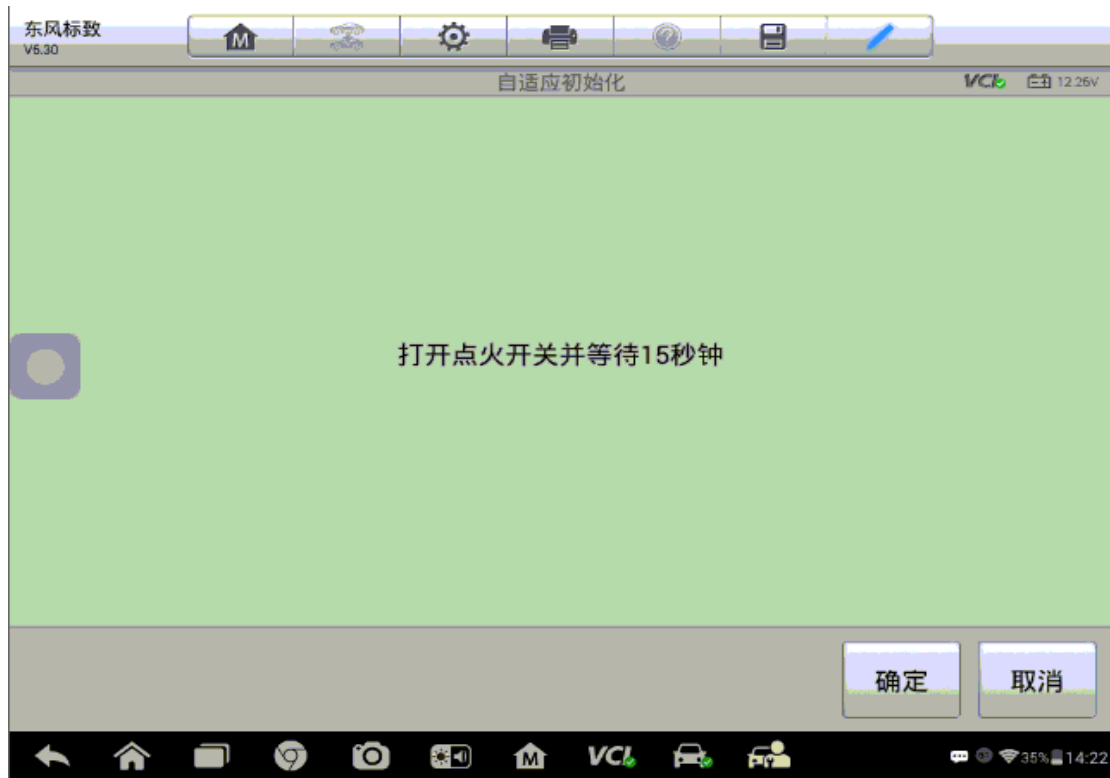 东风标致
V6.30
M
自适应初始化
VCI
12.26V
打开点火开关并等待15秒钟
确定
取消
M
VCI
35%
14:22